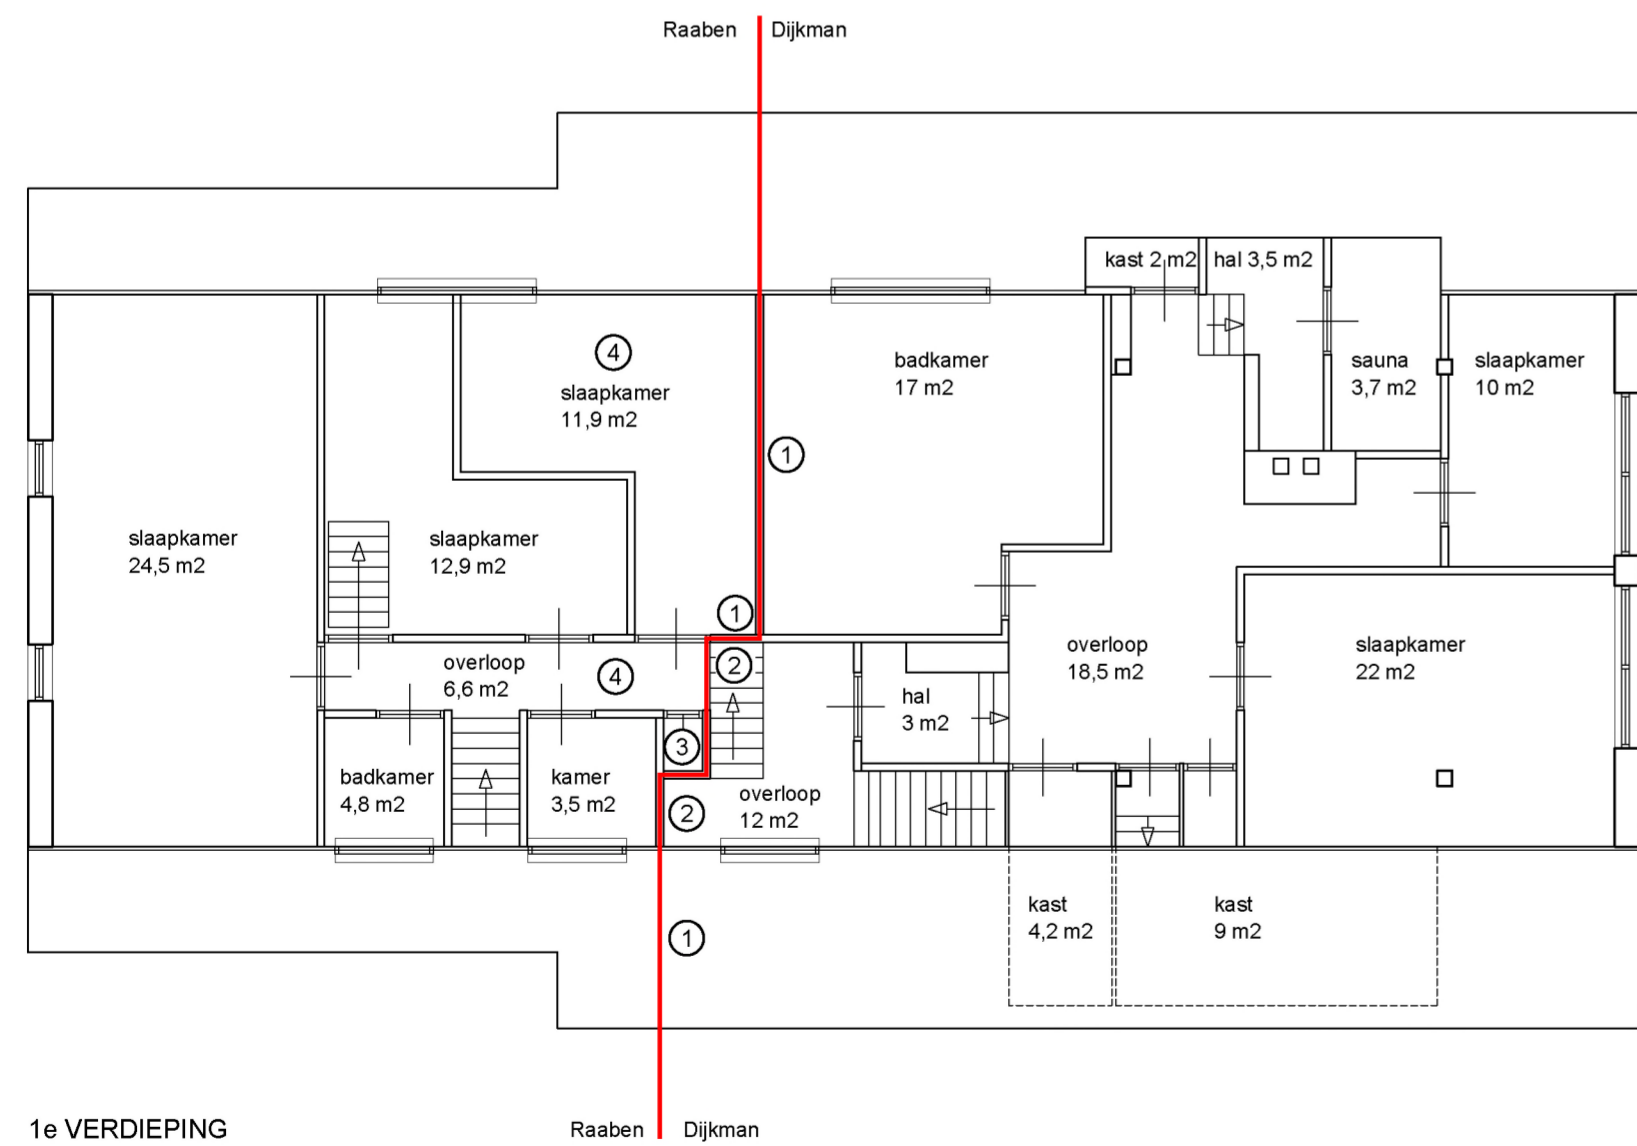 Raaben Dijkman
kast 2 m2 hal 3,5 m2
4
slaapkamer
11,9 m2
badkamer
17 m2
sauna
3,7 m2
slaapkamer
10 m2
1
slaapkamer
24,5 m2
slaapkamer
12,9 m2
1
overloop
6,6 m2
4
2
overloop
18,5 m2
slaapkamer
22 m2
hal
3 m2
3
badkamer
4,8 m2
kamer
3,5 m2
2
overloop
12 m2
kast
4,2 m2
kast
9 m2
1
1e VERDIEPING
Raaben Dijkman